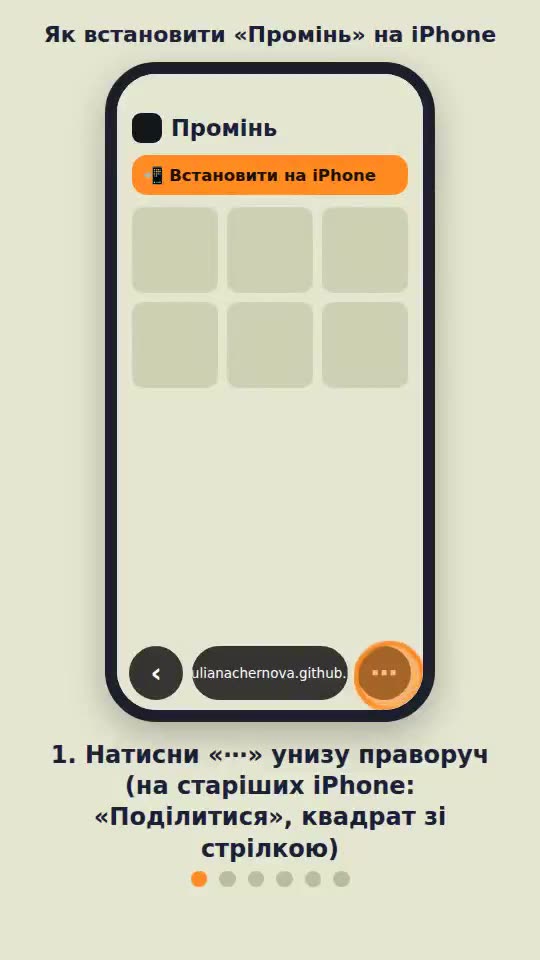 Як встановити «Промінь» на iPhone
Промінь
Встановити на iPhone
ulianachernova.github.
1. Натисни «···» унизу праворуч
(на старіших iPhone:
«Поділитися», квадрат зі
стрілкою)